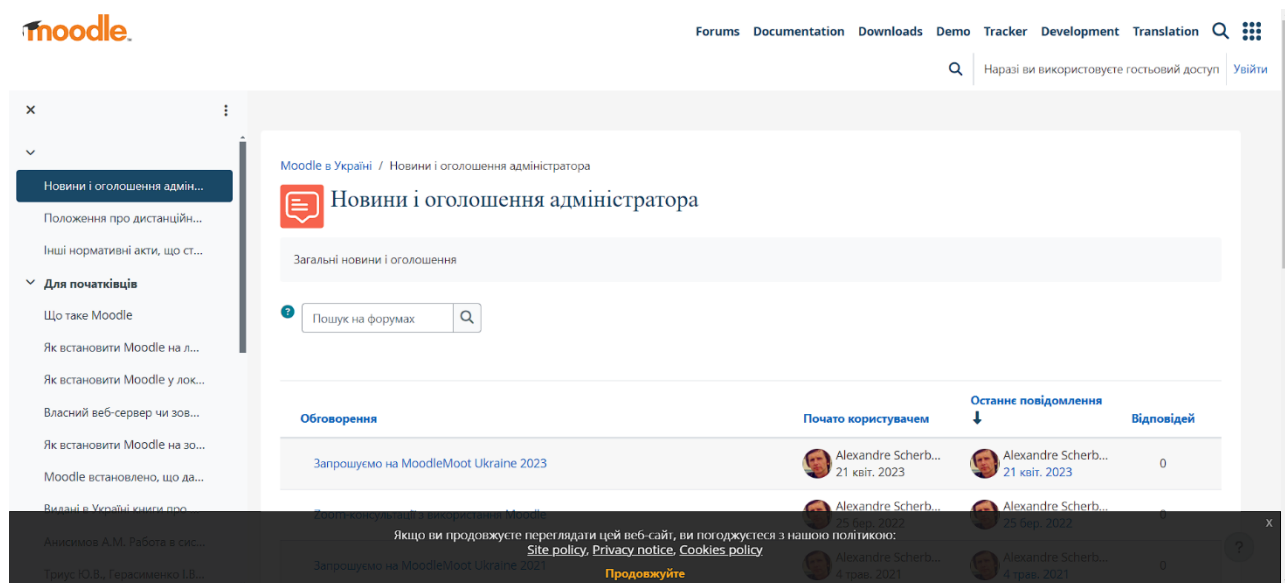 moodle
Forums Documentation Downloads Demo Tracker Development Translation
Наразі ви використовуєте гостьовий доступ Увійти
Новини і оголошення адмін...
Положення про дистанційн...
Інші нормативні акти, що ст...
Для початківців
Що таке Moodle
Як встановити Moodle на л...
Як встановити Moodle у лок...
Власний веб-сервер чи зов...
Як встановити Moodle на зо...
Moodle встановлено, що да...
Видані в Україні книги про
Анисимов А.М. Работа в сис...
Триус Ю.В., Герасименко І.В...
Moodle в Україні / Новини і оголошення адміністратора
Новини і оголошення адміністратора
Загальні новини і оголошення
? Пошук на форумах
Обговорення Почато користувачем Останнє повідомлення ↓ Відповідей
Запрошуємо на MoodleMoot Ukraine 2023 Alexandre Scherb... Alexandre Scherb... 0
21 квіт. 2023 21 квіт. 2023
Zoom-консультації з використання Moodle Alexandre Scherb... Alexandre Scherb... 0
25 бер. 2022 25 бер. 2022
Запрошуємо на MoodleMoot Ukraine 2021 Alexandre Scherb... Alexandre Scherb... 0
4 трав. 2021 4 трав. 2021
Якщо ви продовжуєте переглядати цей веб-сайт, ви погоджуєтеся з нашою політикою:
Site policy, Privacy notice, Cookies policy
Продовжуйте
x
?